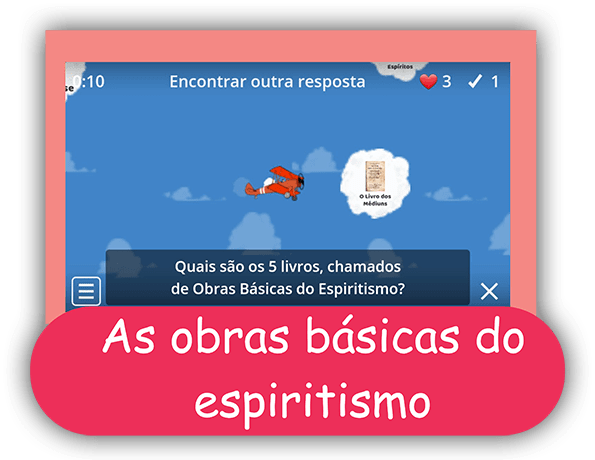 Espíritos
se
0:10 Encontrar outra resposta 3 1
O Livro dos
Médiuns
Quais são os 5 livros, chamados
de Obras Básicas do Espiritismo?
As obras básicas do
espiritismo